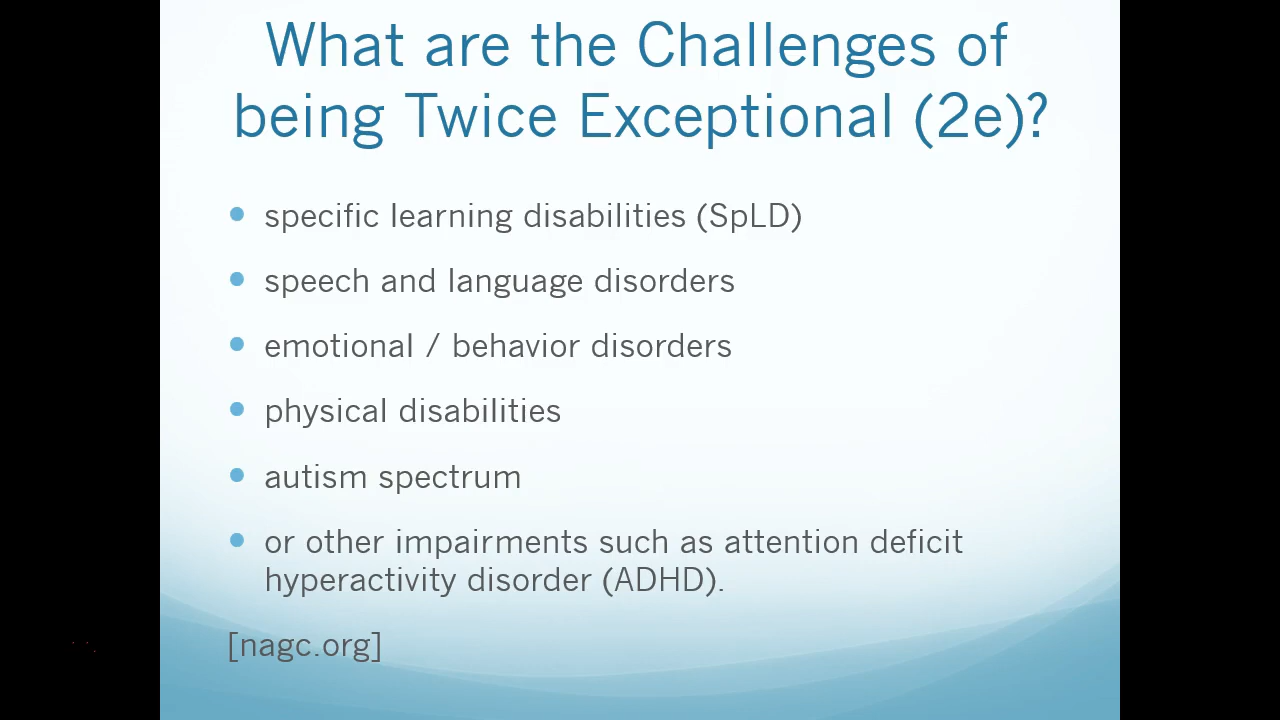 What are the Challenges of
being Twice Exceptional (2e)?
• specific learning disabilities (SpLD)
• speech and language disorders
• emotional / behavior disorders
• physical disabilities
• autism spectrum
• or other impairments such as attention deficit
hyperactivity disorder (ADHD).
[nagc.org]